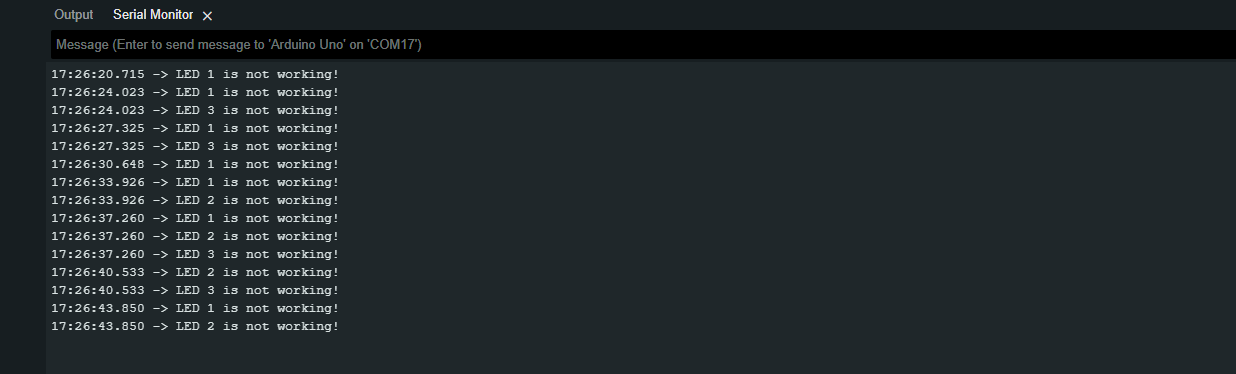 Output Serial Monitor ×
Message (Enter to send message to 'Arduino Uno' on 'COM17')
17:26:20.715 -> LED 1 is not working!
17:26:24.023 -> LED 1 is not working!
17:26:24.023 -> LED 3 is not working!
17:26:27.325 -> LED 1 is not working!
17:26:27.325 -> LED 3 is not working!
17:26:30.648 -> LED 1 is not working!
17:26:33.926 -> LED 1 is not working!
17:26:33.926 -> LED 2 is not working!
17:26:37.260 -> LED 1 is not working!
17:26:37.260 -> LED 2 is not working!
17:26:37.260 -> LED 3 is not working!
17:26:40.533 -> LED 2 is not working!
17:26:40.533 -> LED 3 is not working!
17:26:43.850 -> LED 1 is not working!
17:26:43.850 -> LED 2 is not working!